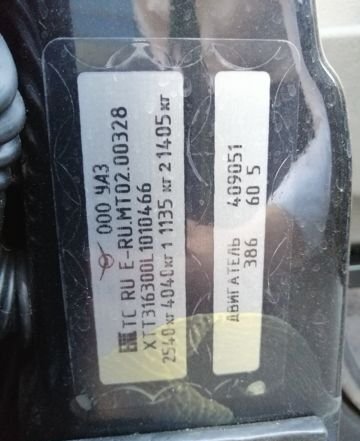 ООО УАЗ
ЕАС ТС RU E-RU.MT02.00328
XTT316300L1010466
2540 кг 4040 кг 1 1135 кг 2 1405 кг
ДВИГАТЕЛЬ 409051
386 60 5